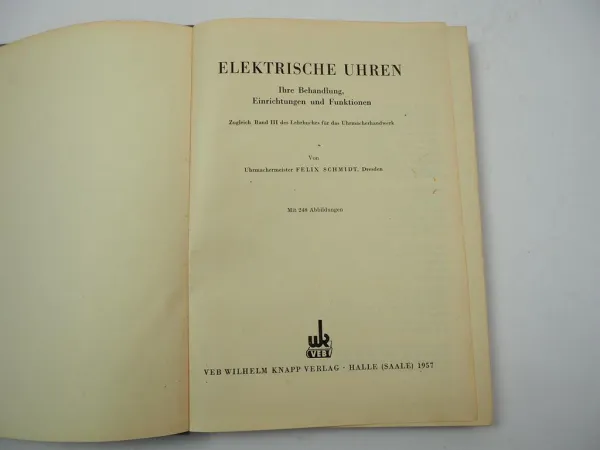 ELEKTRISCHE UHREN
Ihre Behandlung,
Einrichtungen und Funktionen
Zugleich Band III des Lehrbuches für das Uhrmacherhandwerk
Von
Uhrmachermeister FELIX SCHMIDT, Dresden
Mit 248 Abbildungen
wk
VEB
VEB WILHELM KNAPP VERLAG · HALLE (SAALE) 1957